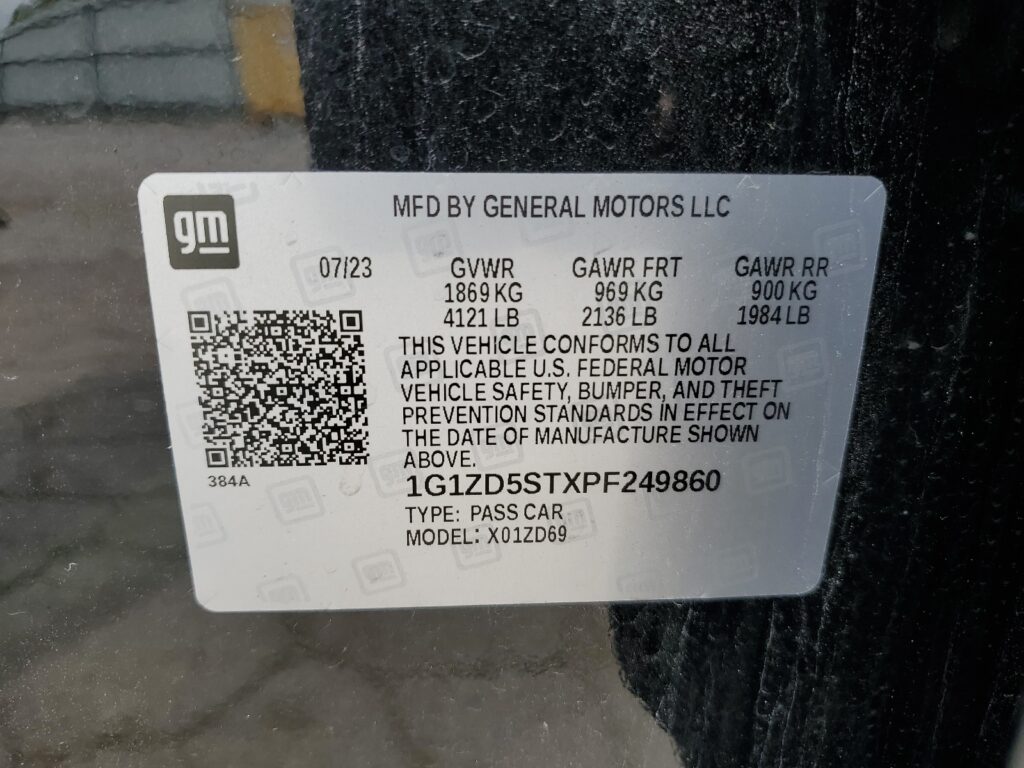 gm
MFD BY GENERAL MOTORS LLC
07/23 GVWR GAWR FRT GAWR RR
1869 KG 969 KG 900 KG
4121 LB 2136 LB 1984 LB
THIS VEHICLE CONFORMS TO ALL
APPLICABLE U.S. FEDERAL MOTOR
VEHICLE SAFETY, BUMPER, AND THEFT
PREVENTION STANDARDS IN EFFECT ON
THE DATE OF MANUFACTURE SHOWN
ABOVE.
384A
1G1ZD5STXPF249860
TYPE: PASS CAR
MODEL: X01ZD69